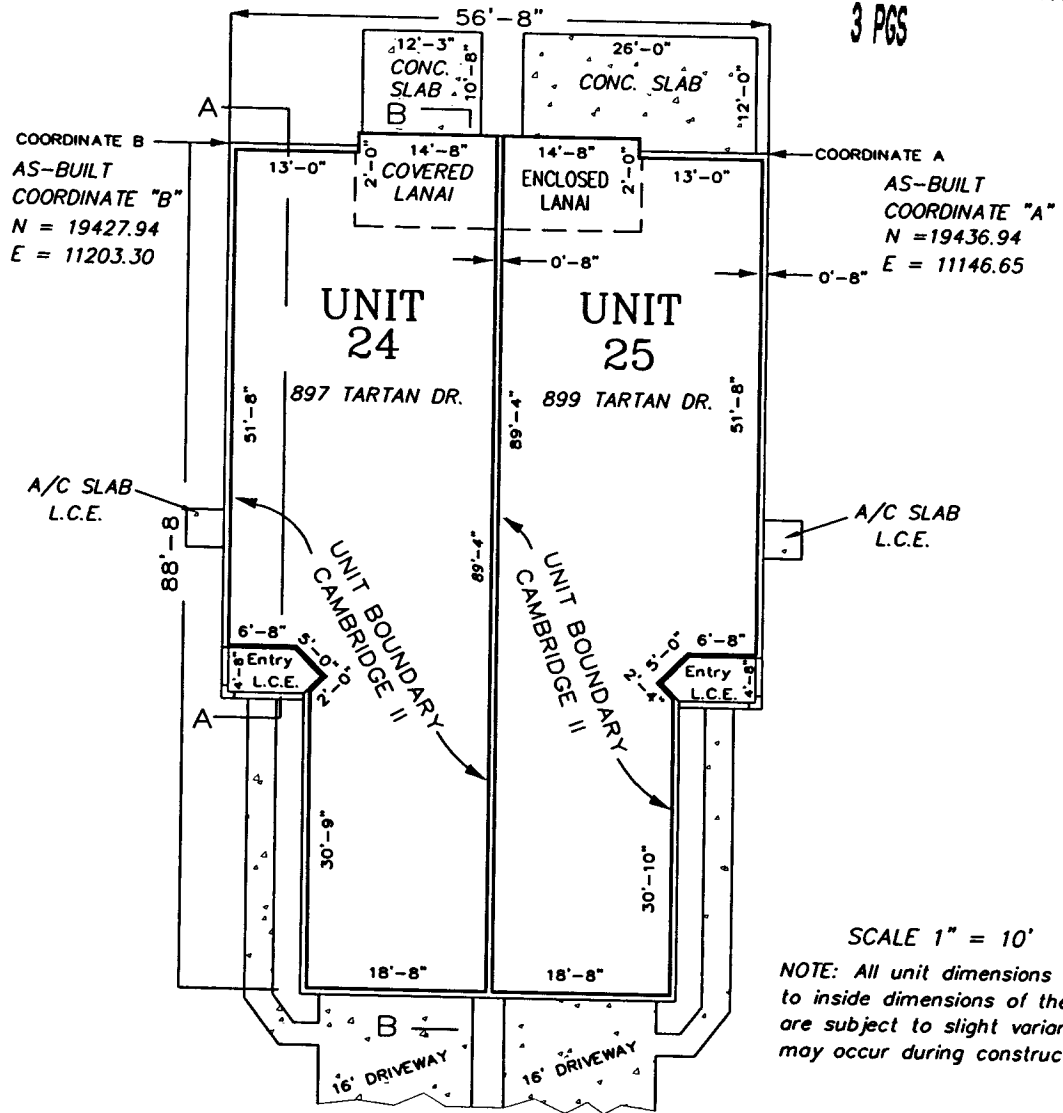 3 PGS
56'-8"
12'-3"
CONC.
SLAB
10'-8"
26'-0"
CONC. SLAB
12'-0"
A
B
COORDINATE B
AS-BUILT
COORDINATE "B"
N = 19427.94
E = 11203.30
COORDINATE A
AS-BUILT
COORDINATE "A"
N =19436.94
E = 11146.65
13'-0"
2'-0"
14'-8"
COVERED
LANAI
14'-8"
ENCLOSED
LANAI
2'-0"
13'-0"
0'-8"
0'-8"
UNIT
24
897 TARTAN DR.
UNIT
25
899 TARTAN DR.
51'-8"
89'-4"
51'-8"
A/C SLAB
L.C.E.
A/C SLAB
L.C.E.
88'-8
89'-4"
UNIT BOUNDARY
CAMBRIDGE II
UNIT BOUNDARY
CAMBRIDGE II
6'-8"
5'-0"
2'-0"
4'-8"
Entry
L.C.E.
6'-8"
5'-0"
2'-4"
Entry
L.C.E.
4'-8"
A
30'-9"
30'-10"
18'-8"
18'-8"
B
16' DRIVEWAY
16' DRIVEWAY
SCALE 1" = 10'
NOTE: All unit dimensions
to inside dimensions of the
are subject to slight
may occur during